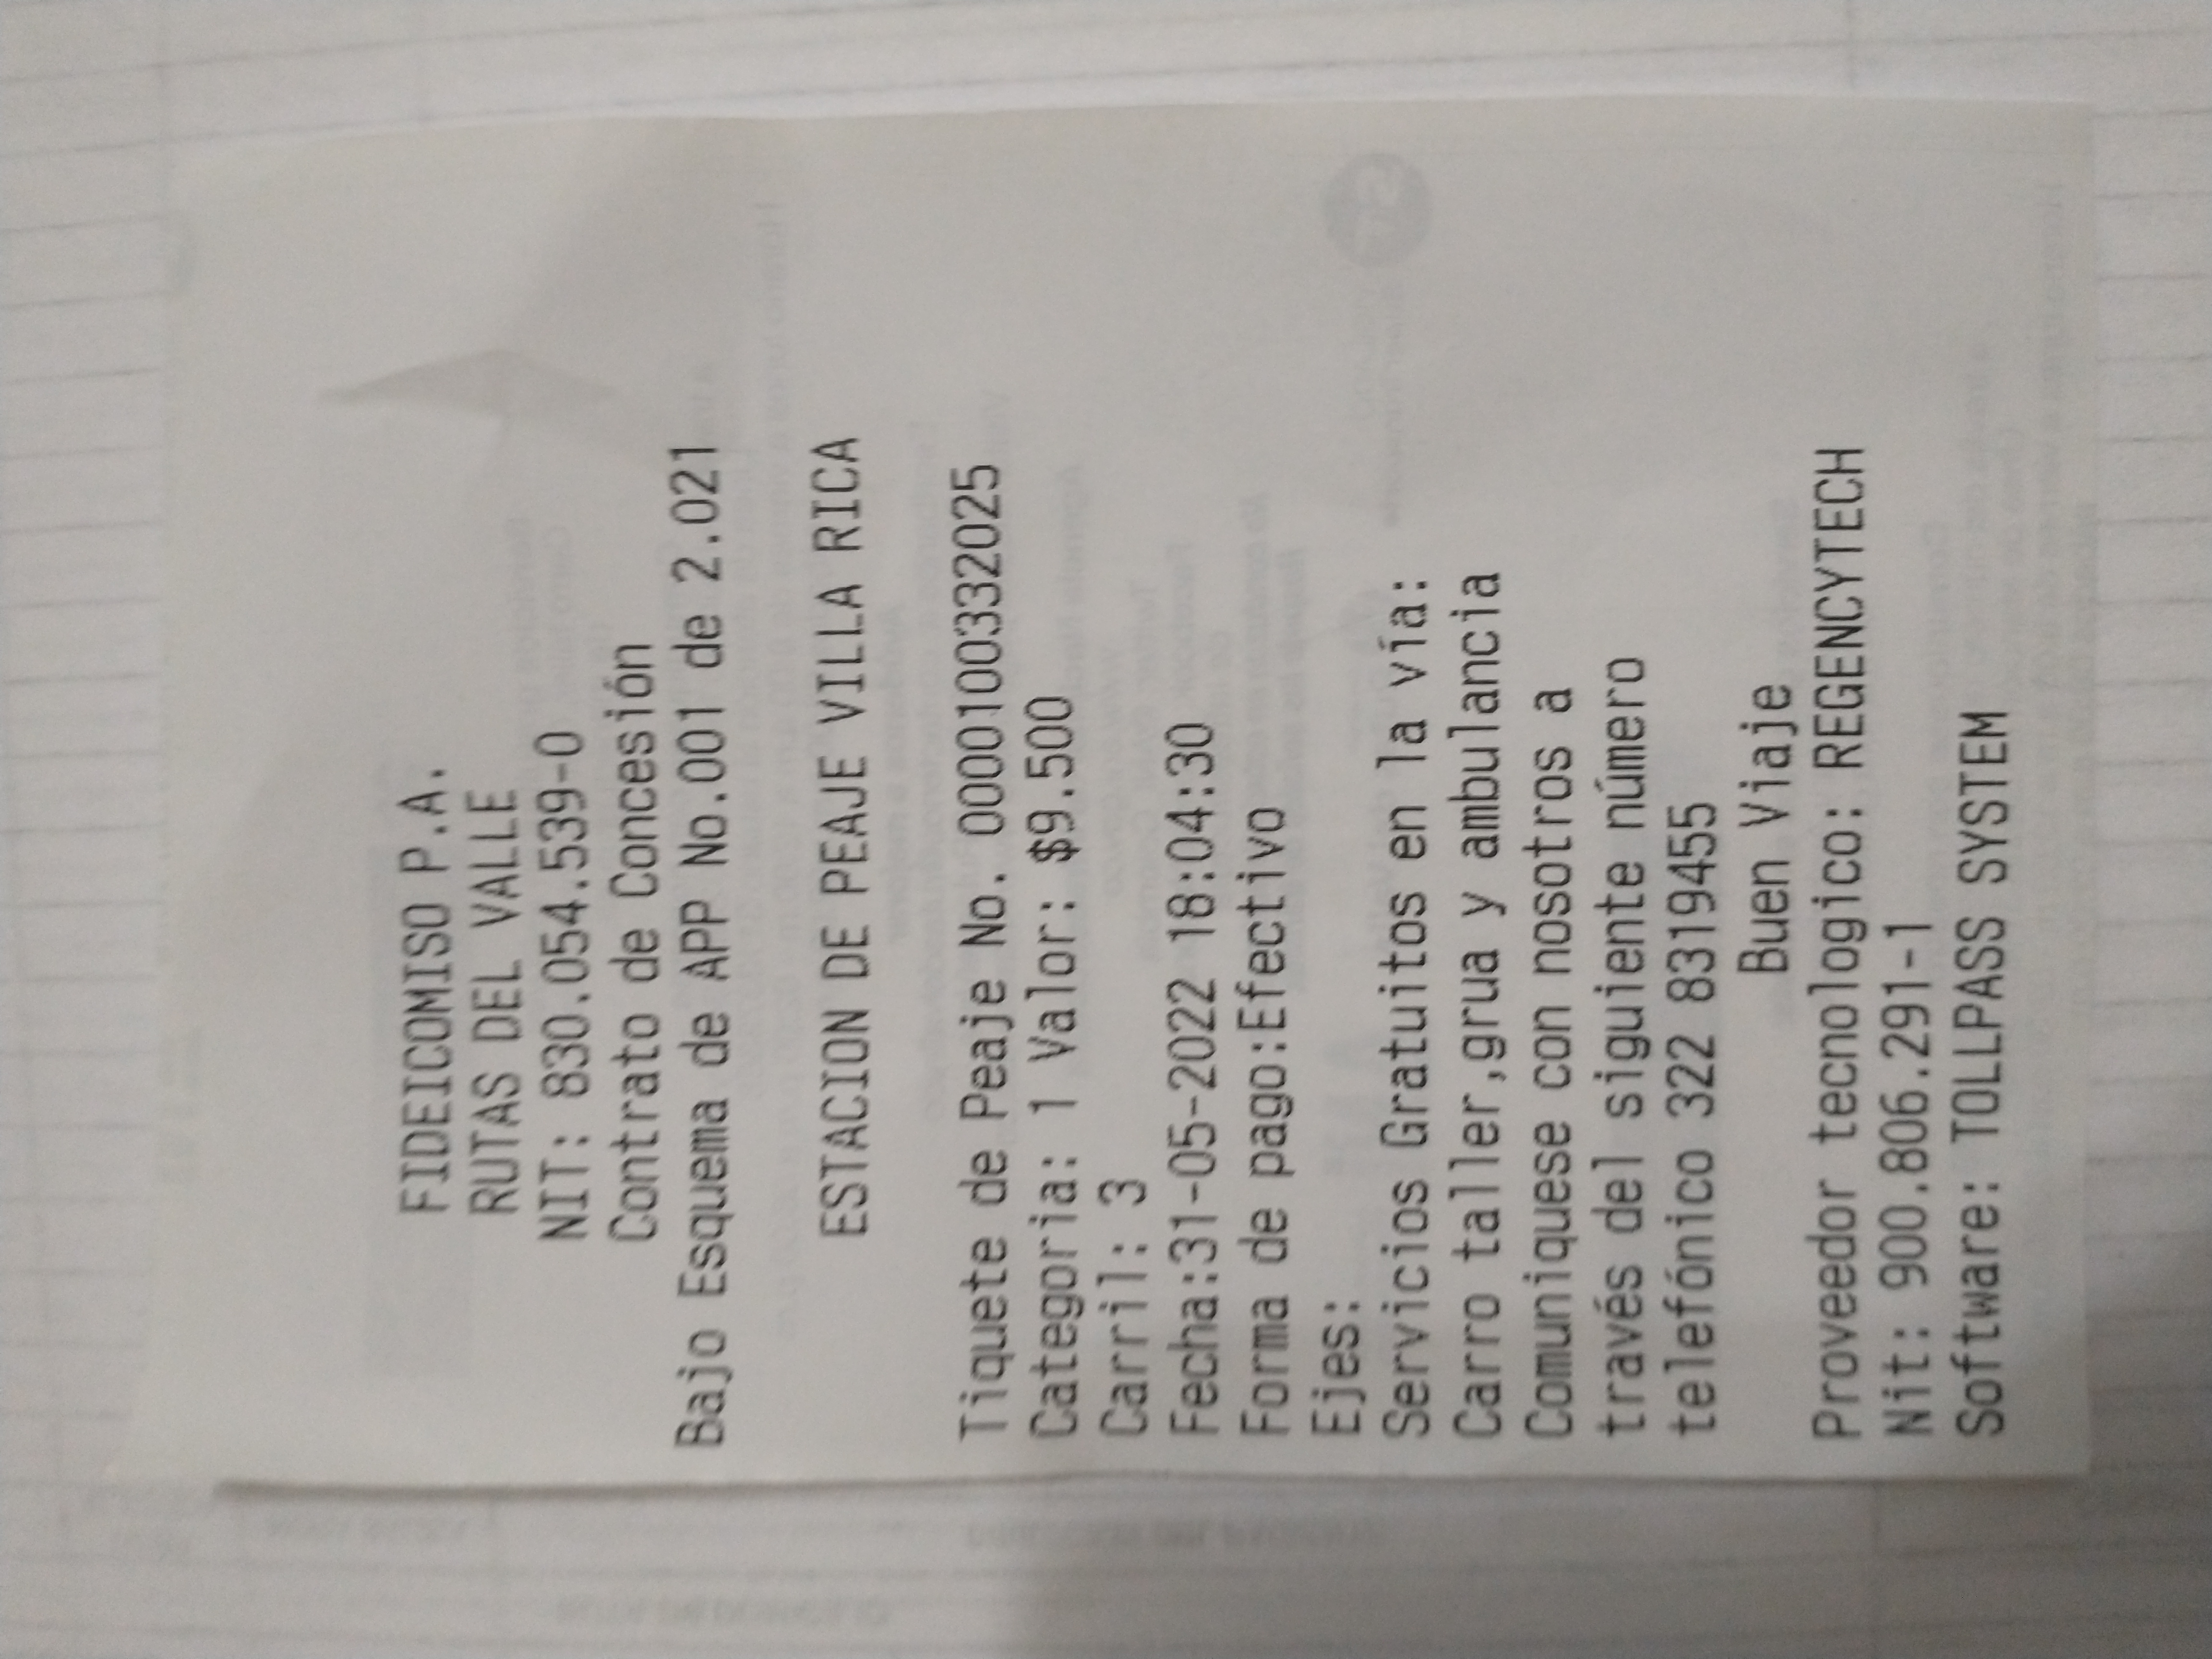 FIDEICOMISO P.A.
RUTAS DEL VALLE
NIT: 830.054.539-0
Contrato de Concesión
Bajo Esquema de APP No.001 de 2.021
ESTACION DE PEAJE VILLA RICA
Tiquete de Peaje No. 0000100332025
Categoria: 1 Valor: $9.500
Carril: 3
Fecha:31-05-2022 18:04:30
Forma de pago:Efectivo
Ejes:
Servicios Gratuitos en la vía:
Carro taller,grua y ambulancia
Comuniquese con nosotros a
través del siguiente número
telefónico 322 8319455
Buen Viaje
Proveedor tecnologico: REGENCYTECH
Nit: 900.806.291-1
Software: TOLLPASS SYSTEM